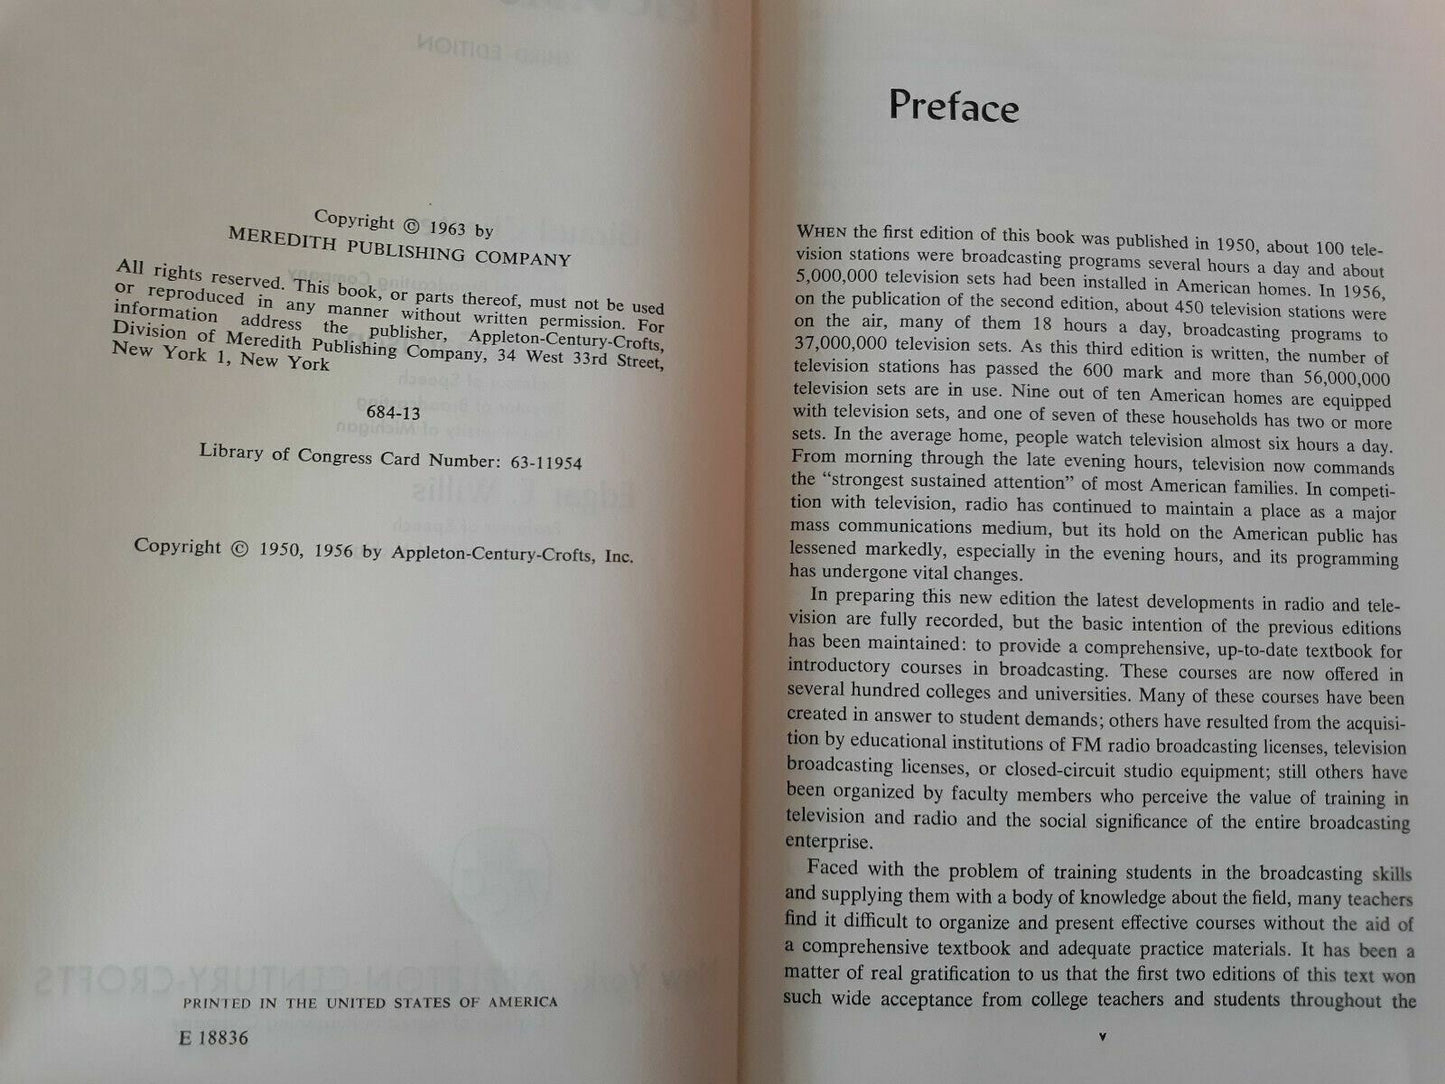 Copyright © 1963 by
MEREDITH PUBLISHING COMPANY
All rights reserved. This book, or parts thereof, must not be used
or reproduced in any manner without written permission. For
information address the publisher, Appleton-Century-Crofts,
Division of Meredith Publishing Company, 34 West 33rd Street,
New York 1, New York
684-13
Library of Congress Card Number: 63-11954
Copyright © 1950, 1956 by Appleton-Century-Crofts, Inc.
PRINTED IN THE UNITED STATES OF AMERICA
E 18836
Preface
WHEN the first edition of this book was published in 1950, about 100 tele-
vision stations were broadcasting programs several hours a day and about
5,000,000 television sets had been installed in American homes. In 1956,
on the publication of the second edition, about 450 television stations were
on the air, many of them 18 hours a day, broadcasting programs to
37,000,000 television sets. As this third edition is written, the number of
television stations has passed the 600 mark and more than 56,000,000
television sets are in use. Nine out of ten American homes are equipped
with television sets, and one of seven of these households has two or more
sets. In the average home, people watch television almost six hours a day.
From morning through the late evening hours, television now commands
the "strongest sustained attention" of most American families. In competi-
tion with television, radio has continued to maintain a place as a major
mass communications medium, but its hold on the American public has
lessened markedly, especially in the evening hours, and its programming
has undergone vital changes.
In preparing this new edition the latest developments in radio and tele-
vision are fully recorded, but the basic intention of the previous editions
has been maintained: to provide a comprehensive, up-to-date textbook for
introductory courses in broadcasting. These courses are now offered in
several hundred colleges and universities. Many of these courses have been
created in answer to student demands; others have resulted from the acquisi-
tion by educational institutions of FM radio broadcasting licenses, television
broadcasting licenses, or closed-circuit studio equipment; still others have
been organized by faculty members who perceive the value of training in
television and radio and the social significance of the entire broadcasting
enterprise.
Faced with the problem of training students in the broadcasting skills
and supplying them with a body of knowledge about the field, many teachers
find it difficult to organize and present effective courses without the aid of
a comprehensive textbook and adequate practice materials. It has been a
matter of real gratification to us that the first two editions of this text won
such wide acceptance from college teachers and students throughout the
v